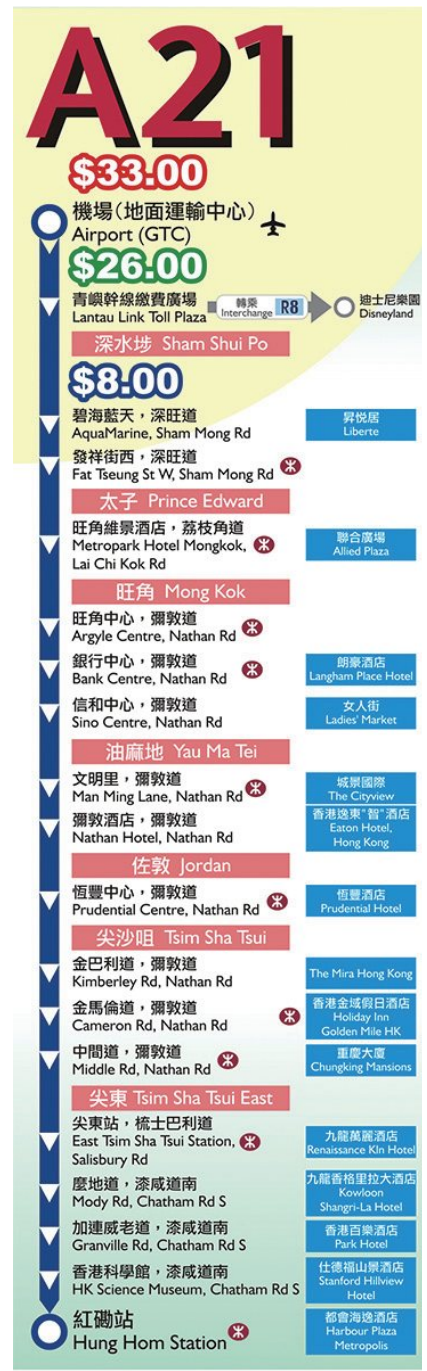 A21
$33.00
機場(地面運輸中心)
Airport (GTC)
$26.00
青嶼幹線繳費廣場
Lantau Link Toll Plaza
轉乘
Interchange
R8
迪士尼樂園
Disneyland
深水埗 Sham Shui Po
$8.00
碧海藍天，深旺道
AquaMarine, Sham Mong Rd
昇悅居
Liberte
發祥街西，深旺道
Fat Tseung St W, Sham Mong Rd
太子 Prince Edward
旺角維景酒店，荔枝角道
Metropark Hotel Mongkok,
Lai Chi Kok Rd
聯合廣場
Allied Plaza
旺角 Mong Kok
旺角中心，彌敦道
Argyle Centre, Nathan Rd
銀行中心，彌敦道
Bank Centre, Nathan Rd
朗豪酒店
Langham Place Hotel
信和中心，彌敦道
Sino Centre, Nathan Rd
女人街
Ladies' Market
油麻地 Yau Ma Tei
文明里，彌敦道
Man Ming Lane, Nathan Rd
城景國際
The Cityview
彌敦酒店，彌敦道
Nathan Hotel, Nathan Rd
香港逸東"智"酒店
Eaton Hotel,
Hong Kong
佐敦 Jordan
恆豐中心，彌敦道
Prudential Centre, Nathan Rd
恆豐酒店
Prudential Hotel
尖沙咀 Tsim Sha Tsui
金巴利道，彌敦道
Kimberley Rd, Nathan Rd
The Mira Hong Kong
金馬倫道，彌敦道
Cameron Rd, Nathan Rd
香港金域假日酒店
Holiday Inn
Golden Mile HK
中間道，彌敦道
Middle Rd, Nathan Rd
重慶大廈
Chungking Mansions
尖東 Tsim Sha Tsui East
尖東站，梳士巴利道
East Tsim Sha Tsui Station,
Salisbury Rd
九龍萬麗酒店
Renaissance Kln Hotel
麼地道，漆咸道南
Mody Rd, Chatham Rd S
九龍香格里拉大酒店
Kowloon
Shangri-La Hotel
加連威老道，漆咸道南
Granville Rd, Chatham Rd S
香港百樂酒店
Park Hotel
香港科學館，漆咸道南
HK Science Museum, Chatham Rd S
仕德福山景酒店
Stanford Hillview
Hotel
紅磡站
Hung Hom Station
都會海逸酒店
Harbour Plaza
Metropolis